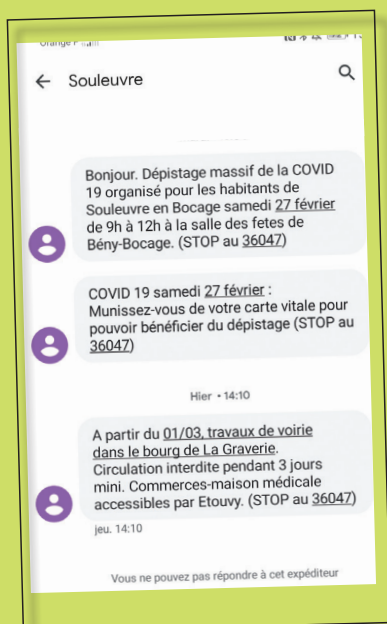 Orange F
Souleuvre
Bonjour. Dépistage massif de la COVID
19 organisé pour les habitants de
Souleuvre en Bocage samedi 27 février
de 9h à 12h à la salle des fetes de
Bény-Bocage. (STOP au 36047)
COVID 19 samedi 27 février :
Munissez-vous de votre carte vitale pour
pouvoir bénéficier du dépistage (STOP au
36047)
Hier • 14:10
A partir du 01/03, travaux de voirie
dans le bourg de La Graverie.
Circulation interdite pendant 3 jours
mini. Commerces-maison médicale
accessibles par Etouvy. (STOP au 36047)
jeu. 14:10
Vous ne pouvez pas répondre à cet expéditeur